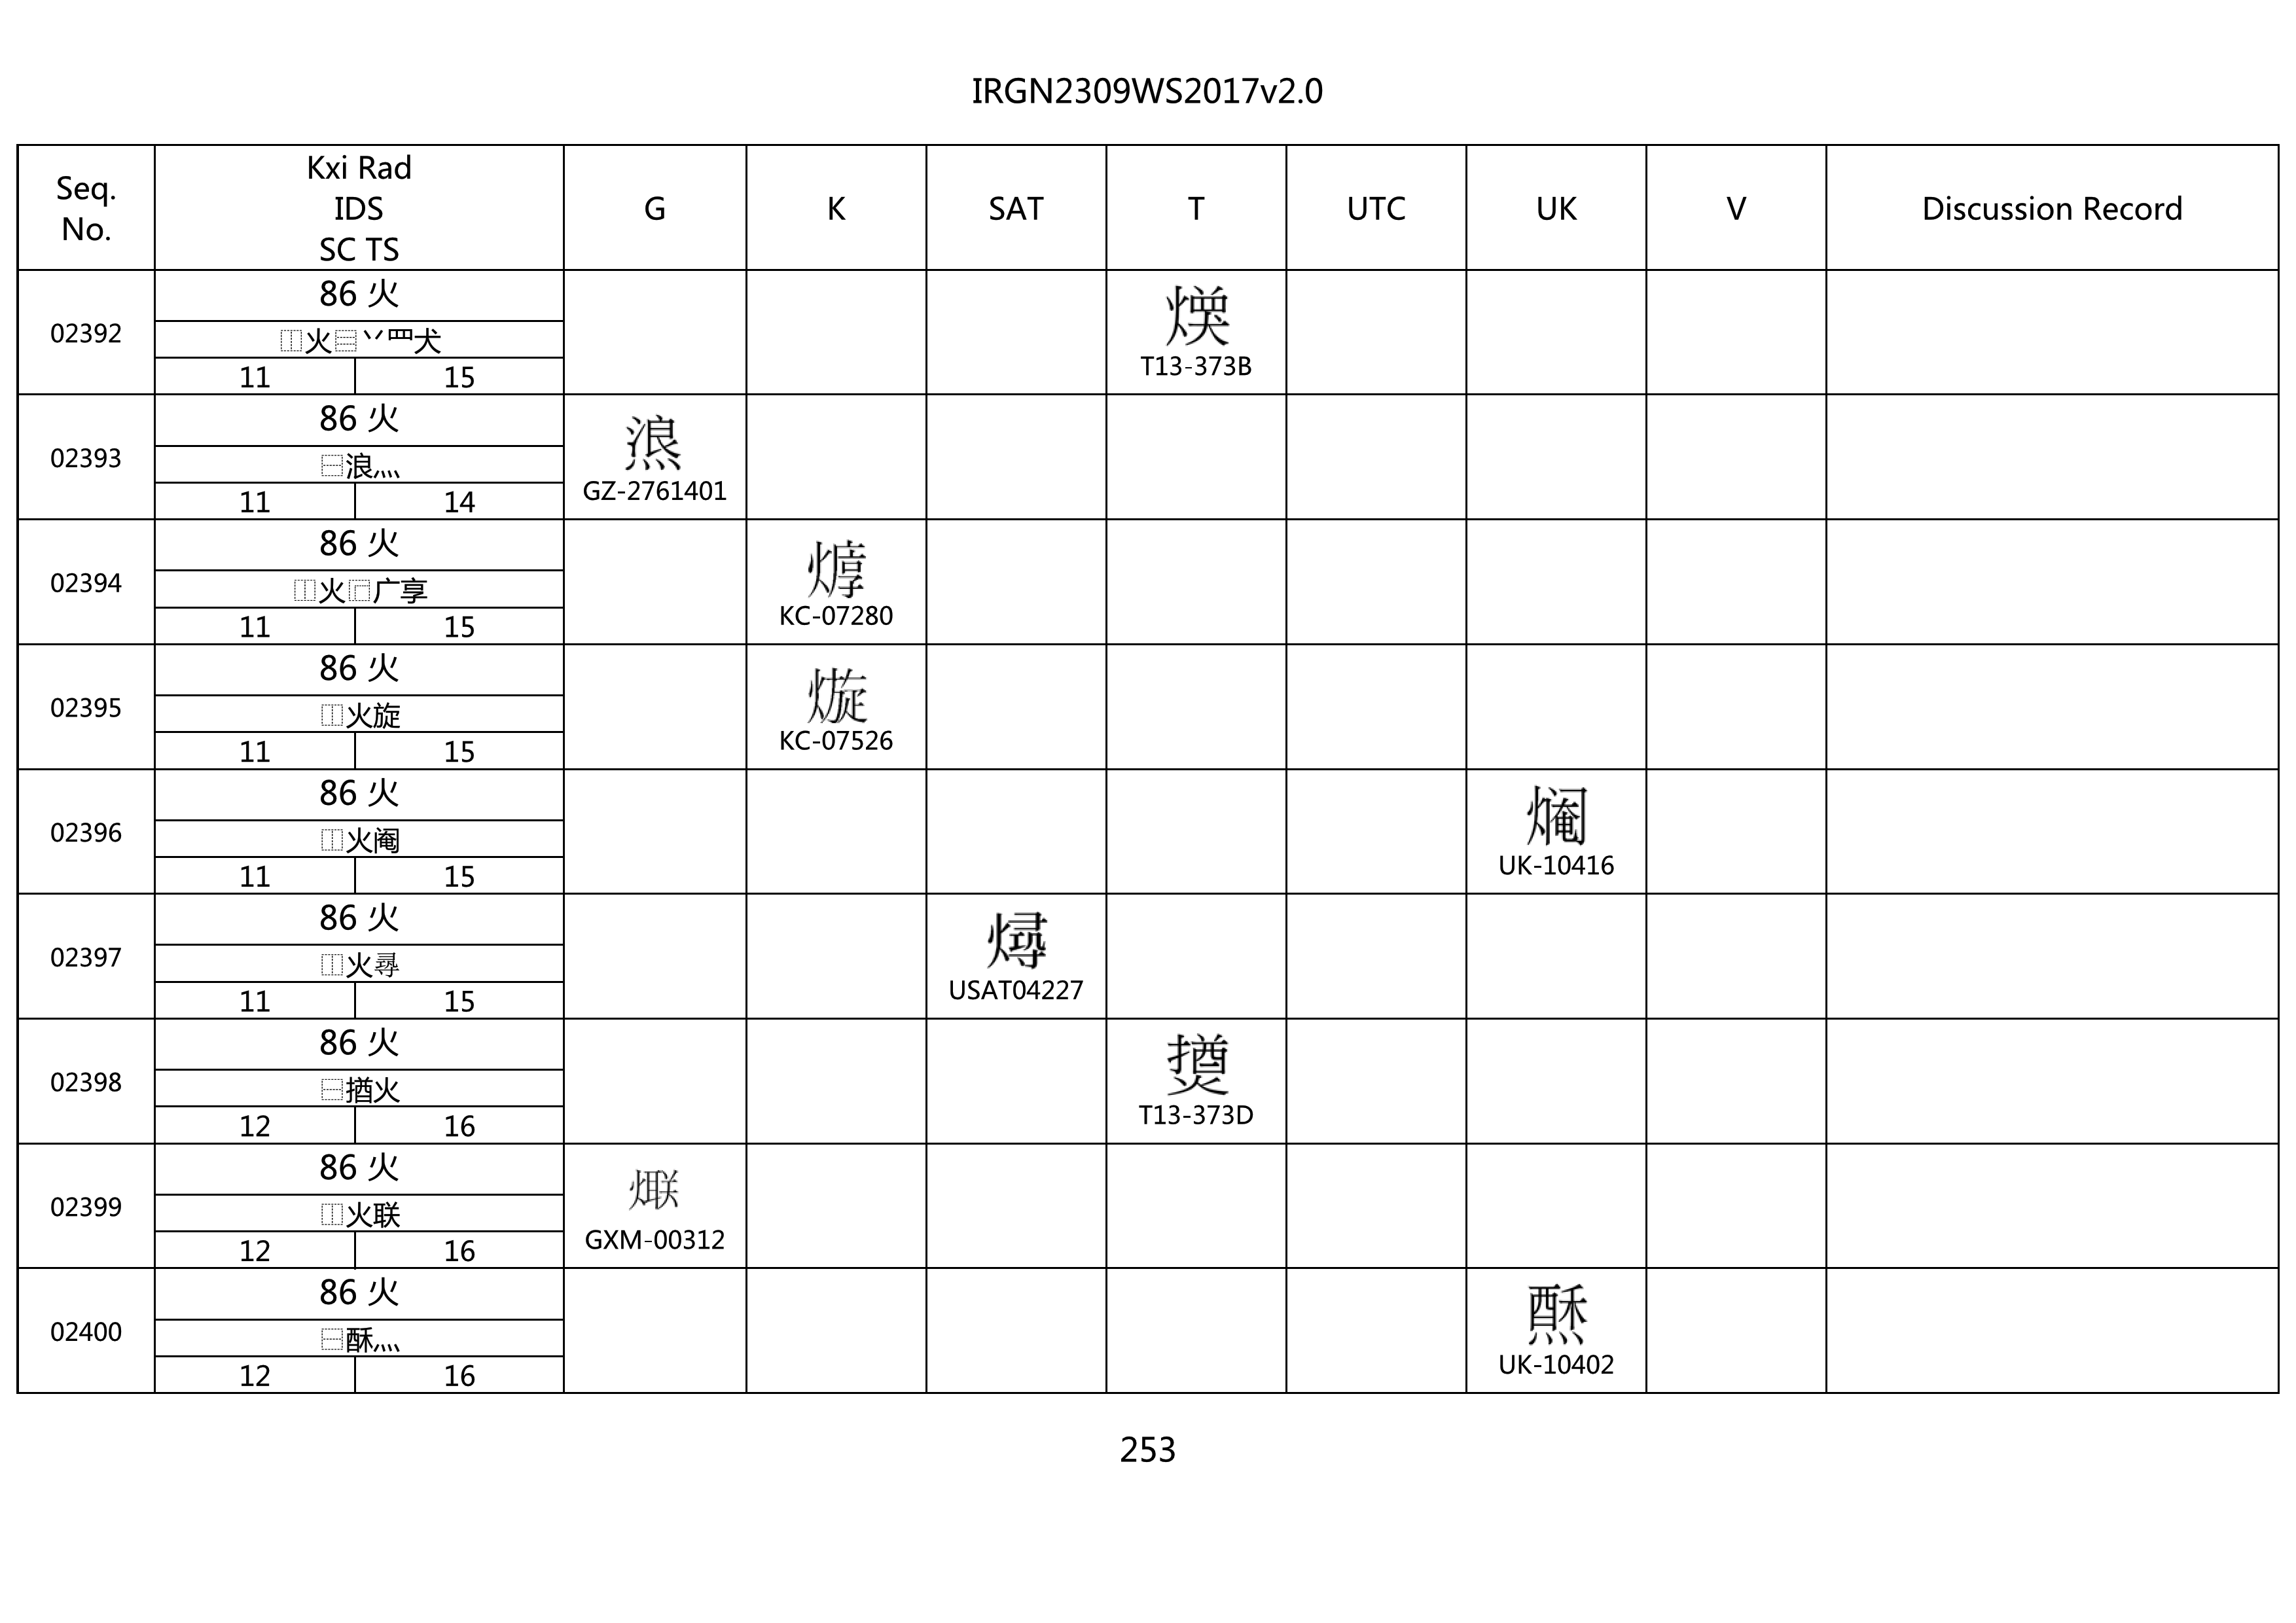 IRGN2309WS2017v2.0
Seq. No.
Kxi Rad
IDS
SC TS
G K SAT T UTC UK V Discussion Record
02392
86 火
⿰火⿳丷罒犬
11 15
T13-373B
02393
86 火
⿱浪灬
11 14
GZ-2761401
02394
86 火
⿰火⿸广享
11 15
KC-07280
02395
86 火
⿰火旋
11 15
KC-07526
02396
86 火
⿰火阉
11 15
UK-10416
02397
86 火
⿰火
11 15
USAT04227
02398
86 火
⿱揂火
12 16
T13-373D
02399
86 火
⿰火联
12 16
GXM-00312
02400
86 火
⿱酥灬
12 16
UK-10402
253